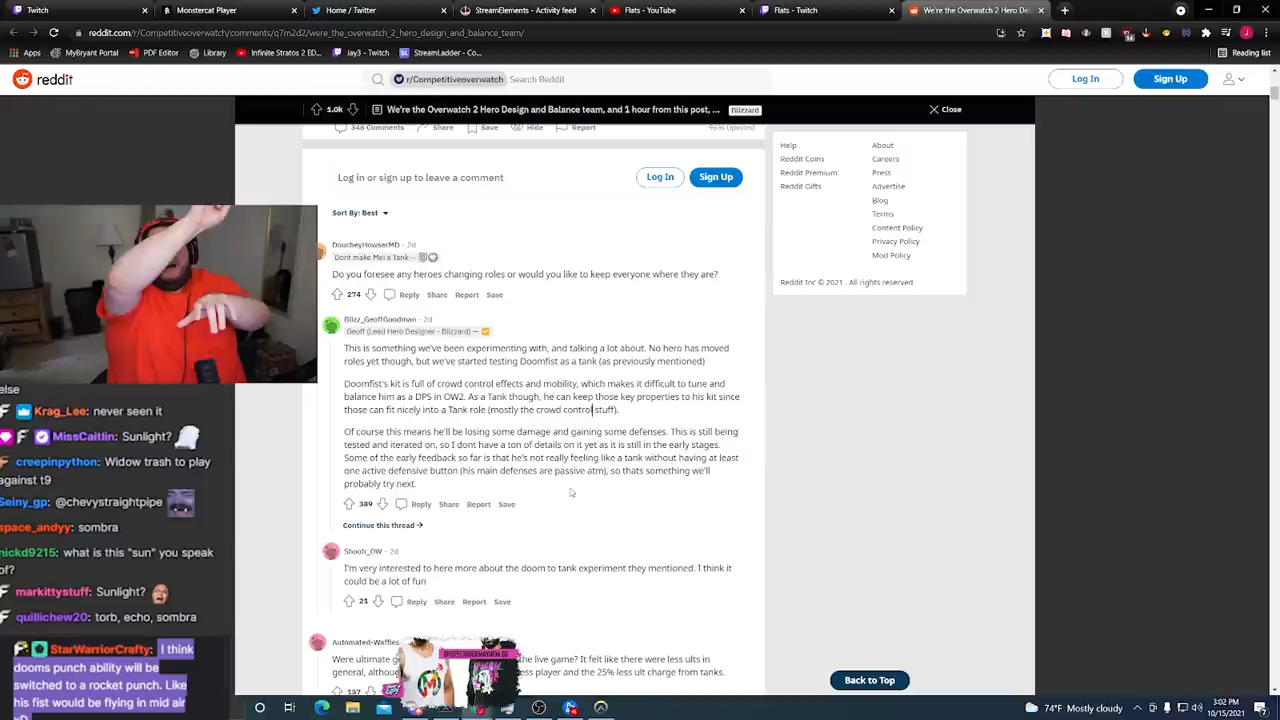 Twitch
Monstercat Pla
Home / Twitter
StreamElements - Activity feed
Flats - YouTube
Flats - Twitch
We're the Overwatch 2 Hero Des
reddit.com/r/Competitiveoverwatch/comments/q7m2d2/were_the_overwatch_2_hero_design_and_balance_team/
Apps
MyBryant Portal
PDF Editor
Library
Infinite Stratos 2 ED...
Jay3 - Twitch
StreamLadder - Co...
Reading list
reddit
r/Competitiveoverwatch
Search Reddit
Log In
Sign Up
1.0k
We're the Overwatch 2 Hero Design and Balance team, and 1 hour from this post, ...
Blizzard
Close
346 Comments
Share
Save
Hide
Report
96% Upvoted
Log in or sign up to leave a comment
Log In
Sign Up
Sort By: Best
DoucheyHowserMD · 2d
Dont make Mei a Tank —
Do you foresee any heroes changing roles or would you like to keep everyone where they are?
274
Reply
Share
Report
Save
Blizz_GeoffGoodman · 2d
Geoff (Lead Hero Designer - Blizzard) —
This is something we've been experimenting with, and talking a lot about. No hero has moved
roles yet though, but we've started testing Doomfist as a tank (as previously mentioned)
Doomfist's kit is full of crowd control effects and mobility, which makes it difficult to tune and
balance him as a DPS in OW2. As a Tank though, he can keep those key properties to his kit since
those can fit nicely into a Tank role (mostly the crowd control stuff).
Of course this means he'll be losing some damage and gaining some defenses. This is still being
tested and iterated on, so I dont have a ton of details on it yet as it is still in the early stages.
Some of the early feedback so far is that he's not really feeling like a tank without having at least
one active defensive button (his main defenses are passive atm), so thats something we'll
probably try next.
389
Reply
Share
Report
Save
Continue this thread →
Shootr_OW · 2d
I'm very interested to here more about the doom to tank experiment they mentioned. I think it
could be a lot of fun
21
Reply
Share
Report
Save
Automated-Waffles
Were ultimate g
the live game? It felt like there were less ults in
general, althou
ess player and the 25% less ult charge from tanks.
157
Help
Reddit Coins
Reddit Premium
Reddit Gifts
About
Careers
Press
Advertise
Blog
Terms
Content Policy
Privacy Policy
Mod Policy
Reddit Inc © 2021 . All rights reserved
Back to Top
else
Krag_Lee: never seen it
MissCaitlin: Sunlight?
creepinpython: Widow trash to play
against t9
Seiny_gp: @chevystraightpip
space_andy: sombra
nickd9215: what is this "sun" you speak
of?
markittystuff: Sunlight?
quillichew20: torb, echo, sombra
StarWarriorCrafty: I think
dooms punch ability will be
switched to a rocket punch. Like
his fist would be flying in mid air
74°F Mostly cloudy
3:02 PM
10/15/2021